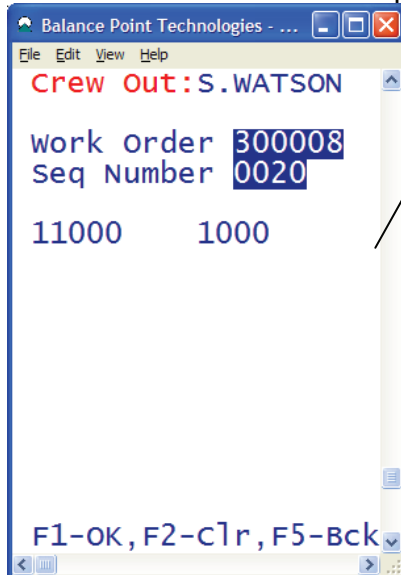 Balance Point Technologies - ...
File Edit View Help
Crew Out:S.WATSON
Work Order 300008
Seq Number 0020
11000 1000
F1-OK,F2-Clr,F5-Bck